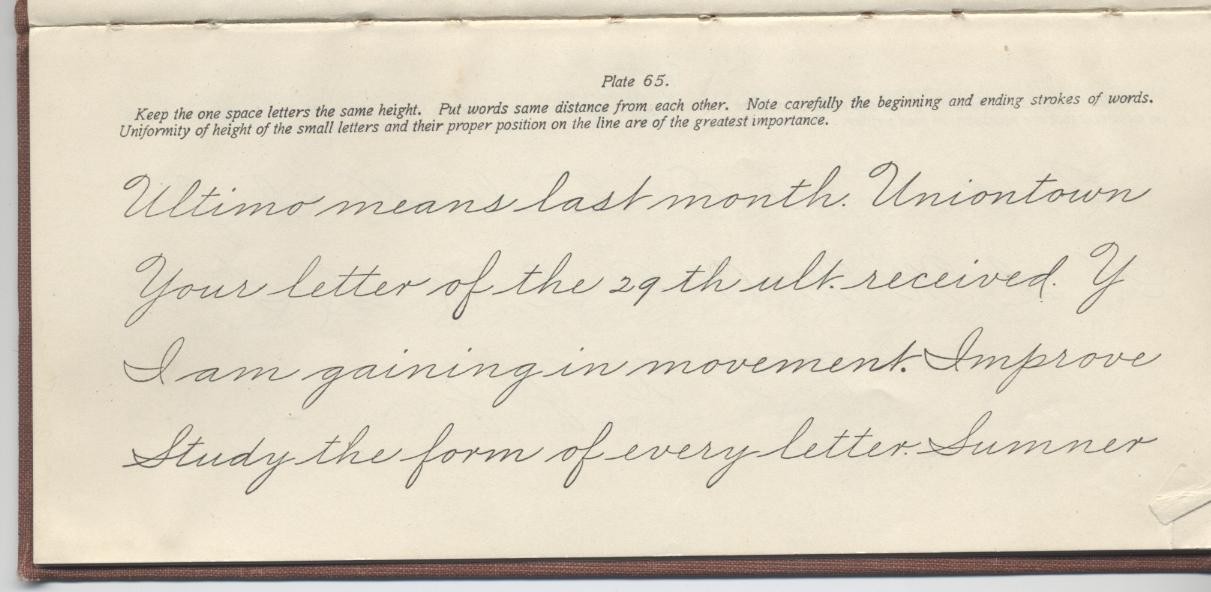 Plate 65.
Keep the one space letters the same height. Put words same distance from each other. Note carefully the beginning and ending strokes of words.
Uniformity of height of the small letters and their proper position on the line are of the greatest importance.
Ultimo means last month. Uniontown
Your letter of the 29th ult. received. Y
I am gaining in movement. Improve
Study the form of every letter. Sumner